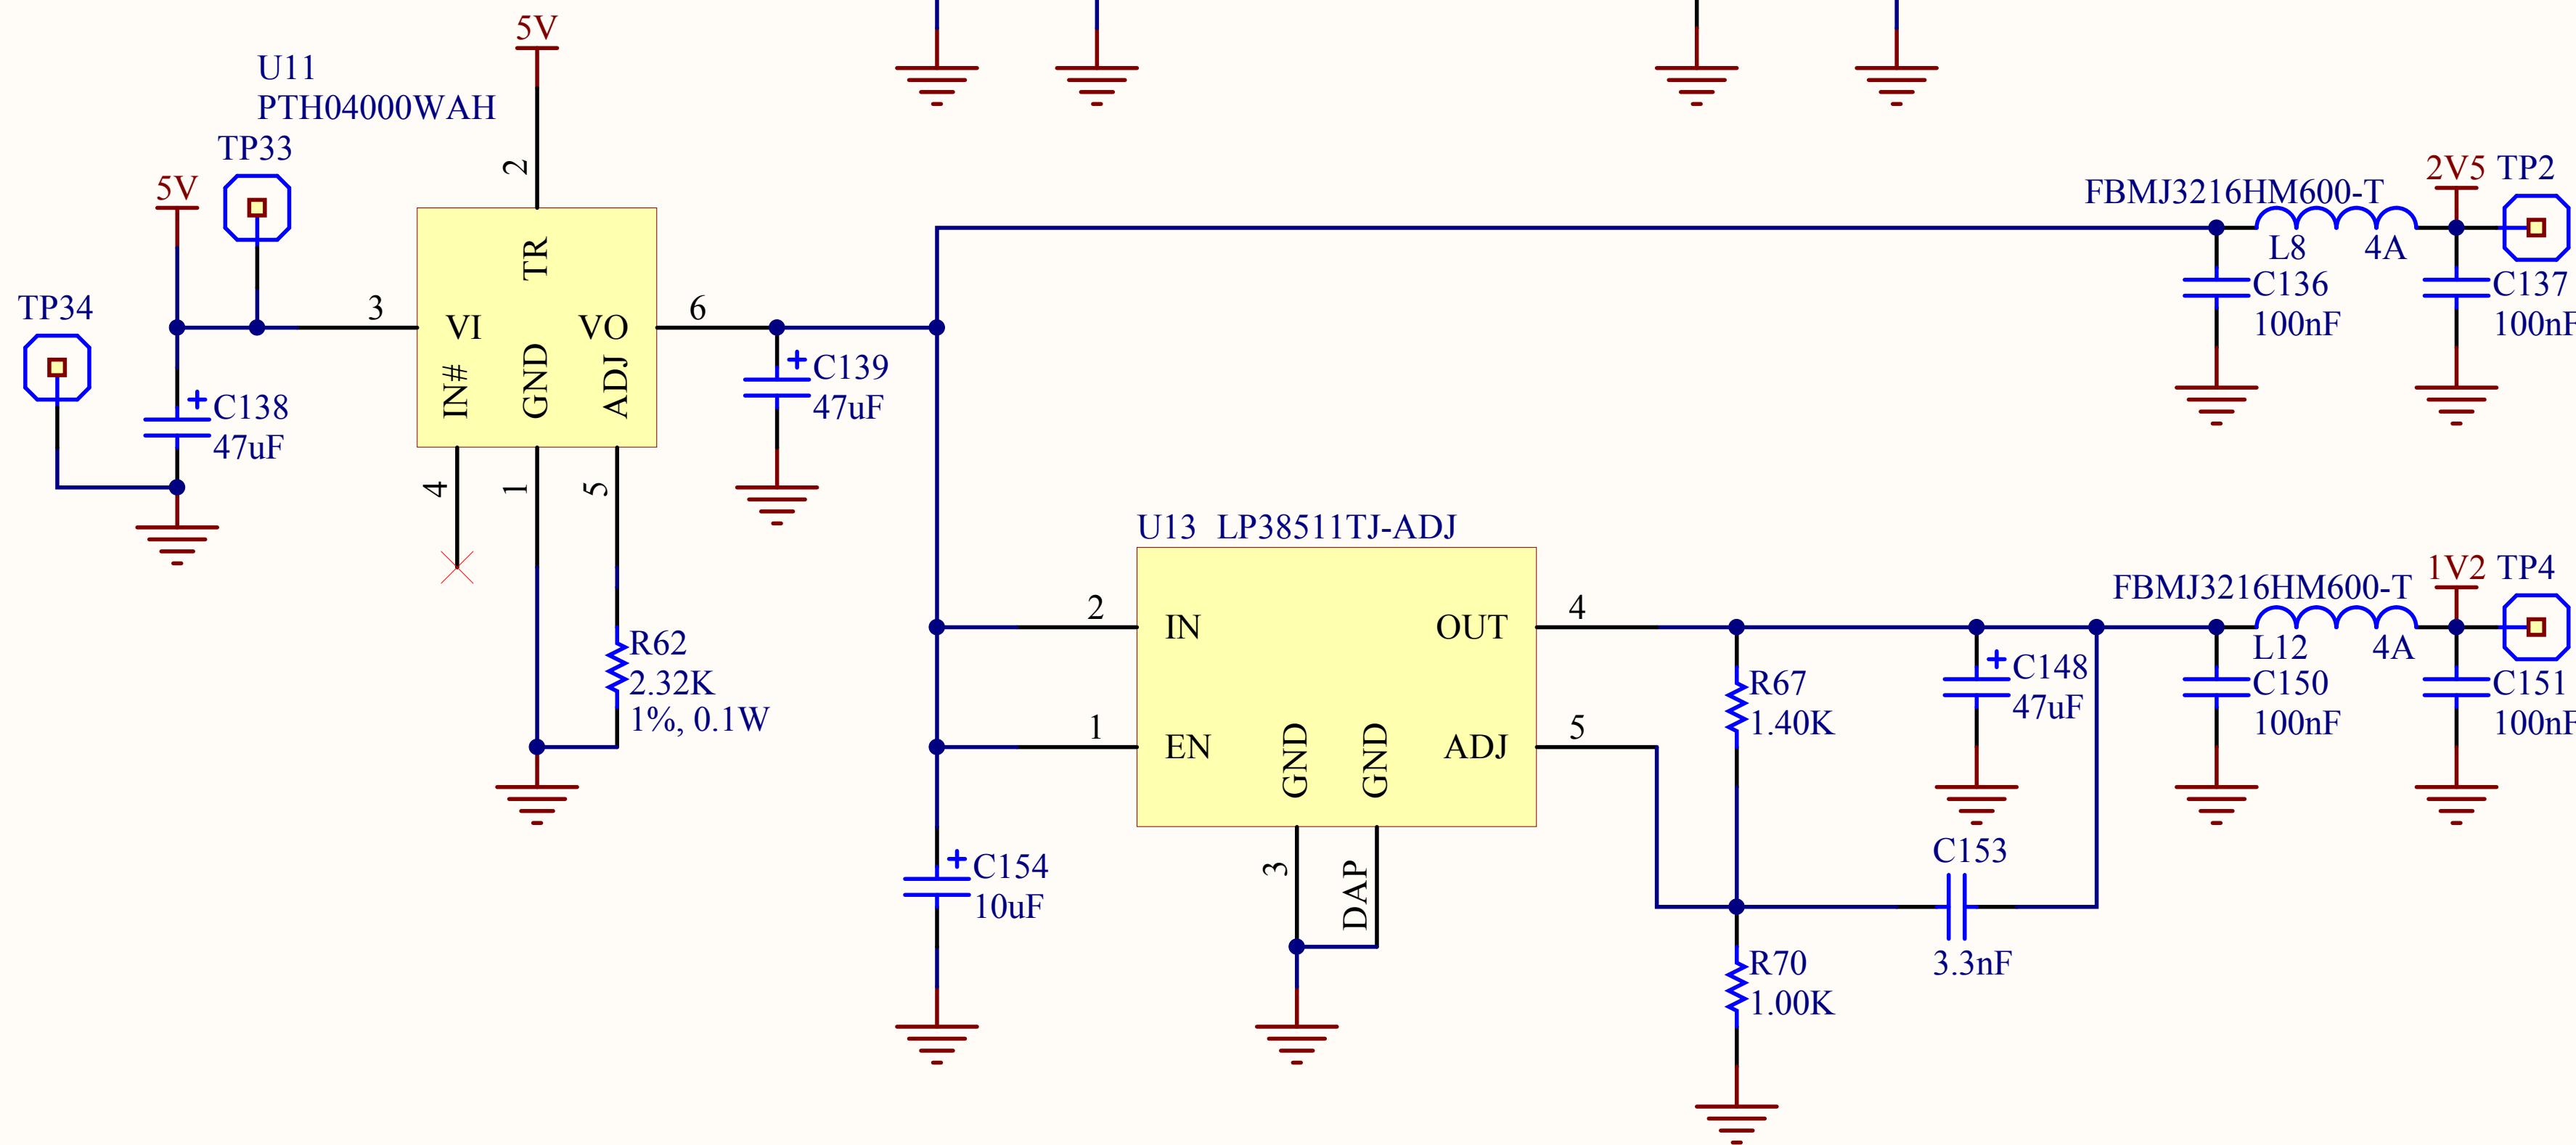 5V
U11
PTH04000WAH
TP33
5V
TP34
2
TR
3
VI
VO
6
IN#
GND
ADJ
4
1
5
C138
47uF
C139
47uF
R62
2.32K
1%, 0.1W
FBMJ3216HM600-T
2V5
TP2
L8
4A
C136
100nF
C137
100nF
U13 LP38511TJ-ADJ
2
IN
OUT
4
1
EN
GND
GND
ADJ
5
3
DAP
C154
10uF
R67
1.40K
C148
47uF
FBMJ3216HM600-T
1V2
TP4
L12
4A
C150
100nF
C151
100nF
C153
3.3nF
R70
1.00K